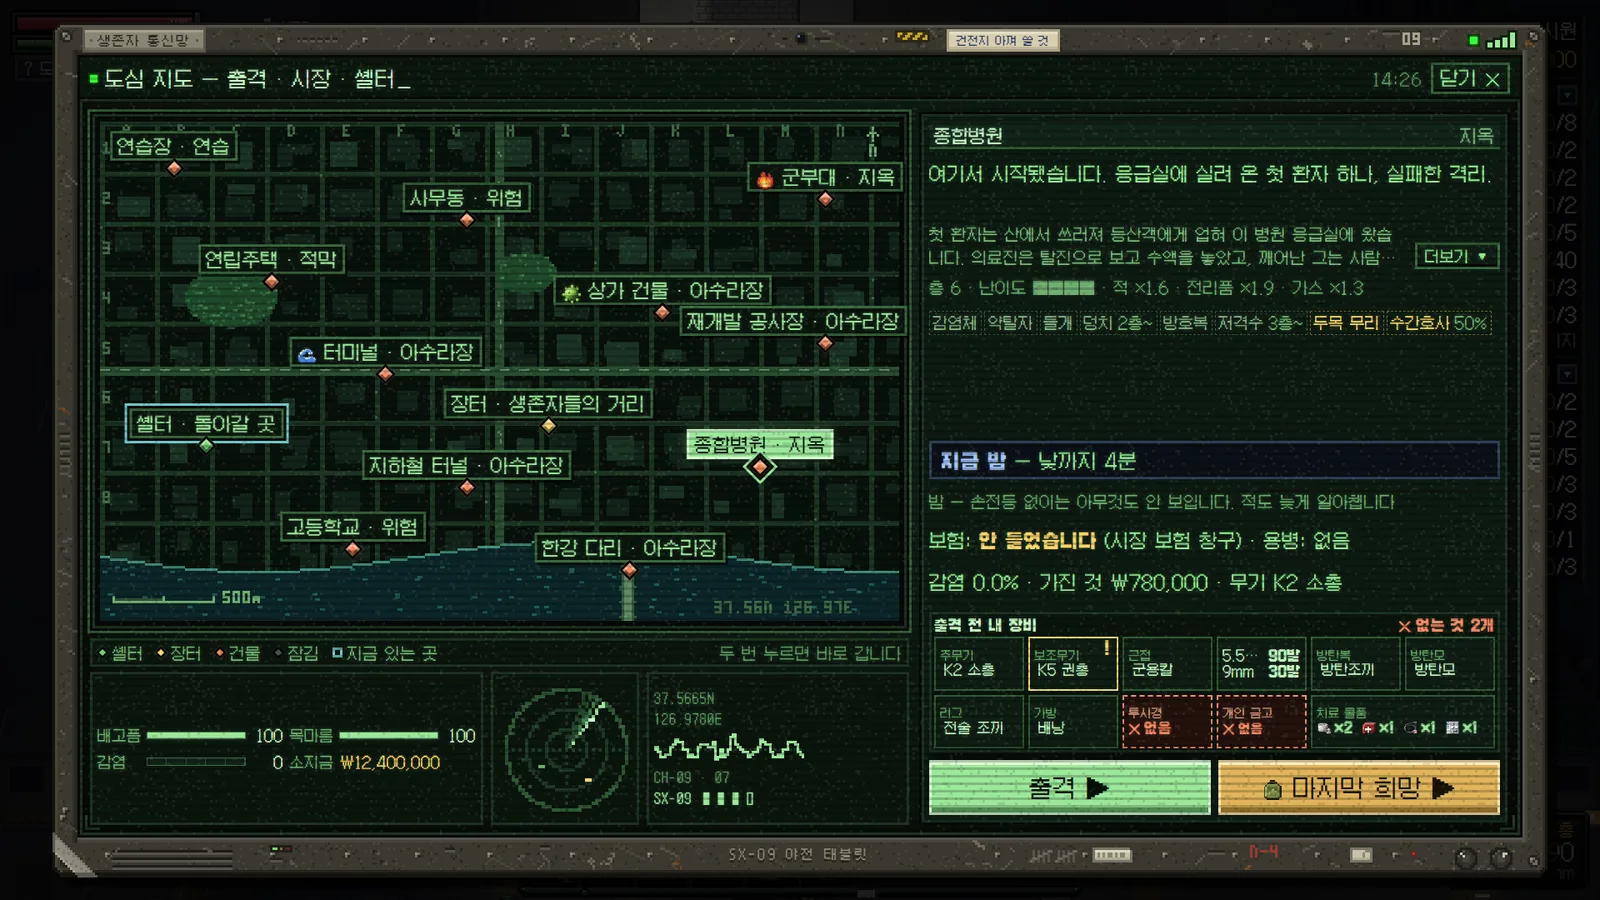 · 생존자 통신망 ·
건전지 아껴 쓸 것
09
도심 지도 — 출격 · 시장 · 셸터_
14:26
닫기 ×
D E F G H I J K L M N
연습장 · 연습
군부대 · 지옥
사무동 · 위험
연립주택 · 적막
상가 건물 · 아수라장
재개발 공사장 · 아수라장
터미널 · 아수라장
장터 · 생존자들의 거리
셸터 · 돌아갈 곳
종합병원 · 지옥
지하철 터널 · 아수라장
고등학교 · 위험
한강 다리 · 아수라장
2
3
4
5
6
7
8
500m
37.56N 126.97E
셸터 장터 건물 잠김 지금 있는 곳
두 번 누르면 바로 갑니다
배고픔 100 목마름 100
감염 0 소지금 ₩12,400,000
37.5665N
126.9780E
CH-09 · 07
SX-09
종합병원 지옥
여기서 시작됐습니다. 응급실에 실려 온 첫 환자 하나, 실패한 격리.
첫 환자는 산에서 쓰러져 등산객에게 업혀 이 병원 응급실에 왔습
니다. 의료진은 탈진으로 보고 수액을 놓았고, 깨어난 그는 사람…
더보기 ▼
층 6 · 난이도 · 적 ×1.6 · 전리품 ×1.9 · 가스 ×1.3
감염체 약탈자 들개 덩치 2층~ 방호복 저격수 3층~ 두목 무리 수간호사 50%
지금 밤 — 낮까지 4분
밤 — 손전등 없이는 아무것도 안 보입니다. 적도 늦게 알아챕니다
보험: 안 들었습니다 (시장 보험 창구) · 용병: 없음
감염 0.0% · 가진 것 ₩780,000 · 무기 K2 소총
출격 전 내 장비
× 없는 것 2개
주무기
K2 소총
보조무기 !
K5 권총
근접
군용칼
5.5… 90발
9mm 30발
방탄복
방탄조끼
방탄모
방탄모
리그
전술 조끼
가방
배낭
투시경
× 없음
개인 금고
× 없음
치료 물품
×2 ×1 ×1 ×1
출격 ▶
마지막 희망 ▶
SX-09 야전 태블릿
N-4